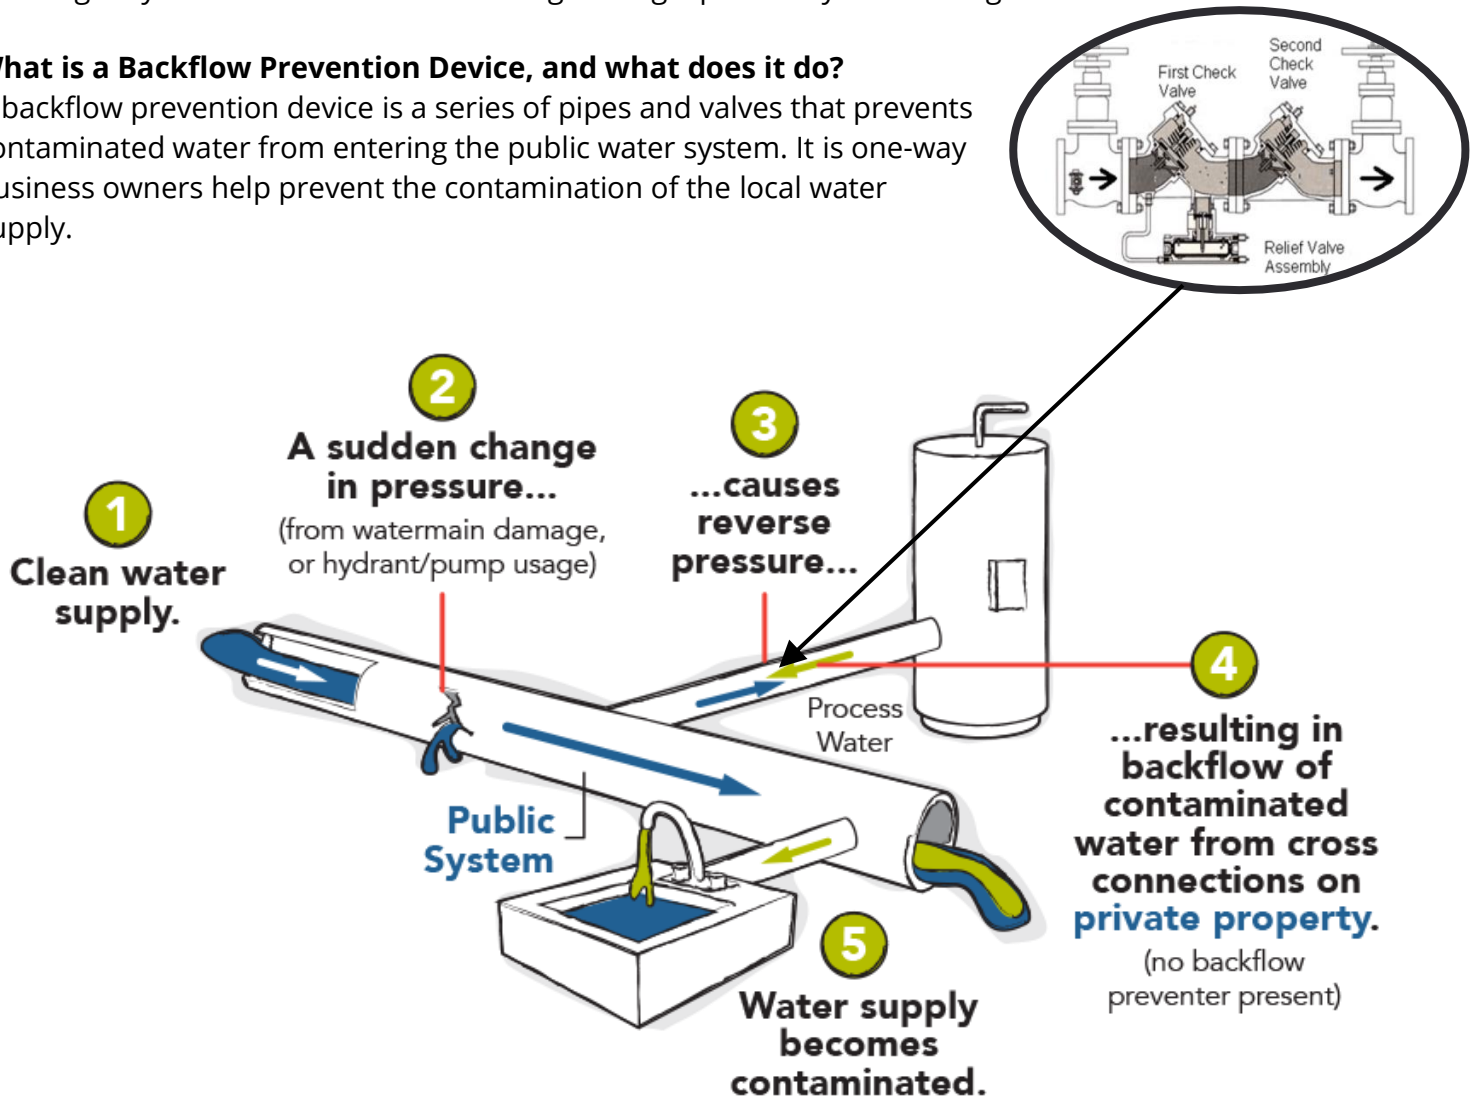 What is a Backflow Prevention Device, and what does it do?
backflow prevention device is a series of pipes and valves that prevents
contaminated water from entering the public water system. It is one-way
business owners help prevent the contamination of the local water
supply.
First Check
Valve
Second
Check
Valve
Relief Valve
Assembly
1
Clean water
supply.
2
A sudden change
in pressure...
(from watermain damage,
or hydrant/pump usage)
3
...causes
reverse
pressure...
Process
Water
4
...resulting in
backflow of
contaminated
water from cross
connections on
private property.
(no backflow
preventer present)
Public
System
5
Water supply
becomes
contaminated.